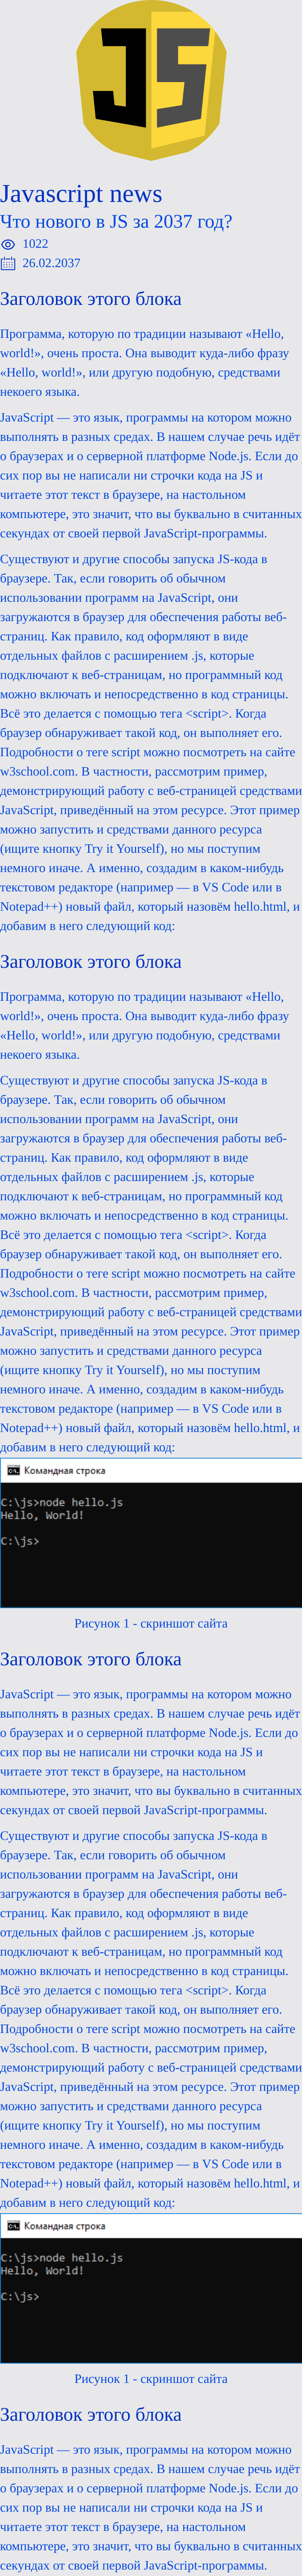 JS
Javascript news
Что нового в JS за 2037 год?
1022
26.02.2037
Заголовок этого блока
Программа, которую по традиции называют «Hello,
world!», очень проста. Она выводит куда-либо фразу
«Hello, world!», или другую подобную, средствами
некоего языка.
JavaScript — это язык, программы на котором можно
выполнять в разных средах. В нашем случае речь идёт
о браузерах и о серверной платформе Node.js. Если до
сих пор вы не написали ни строчки кода на JS и
читаете этот текст в браузере, на настольном
компьютере, это значит, что вы буквально в считанных
секундах от своей первой JavaScript-программы.
Существуют и другие способы запуска JS-кода в
браузере. Так, если говорить об обычном
использовании программ на JavaScript, они
загружаются в браузер для обеспечения работы веб-
страниц. Как правило, код оформляют в виде
отдельных файлов с расширением .js, которые
подключают к веб-страницам, но программный код
можно включать и непосредственно в код страницы.
Всё это делается с помощью тега <script>. Когда
браузер обнаруживает такой код, он выполняет его.
Подробности о теге script можно посмотреть на сайте
w3school.com. В частности, рассмотрим пример,
демонстрирующий работу с веб-страницей средствами
JavaScript, приведённый на этом ресурсе. Этот пример
можно запустить и средствами данного ресурса
(ищите кнопку Try it Yourself), но мы поступим
немного иначе. А именно, создадим в каком-нибудь
текстовом редакторе (например — в VS Code или в
Notepad++) новый файл, который назовём hello.html, и
добавим в него следующий код:
Заголовок этого блока
Программа, которую по традиции называют «Hello,
world!», очень проста. Она выводит куда-либо фразу
«Hello, world!», или другую подобную, средствами
некоего языка.
Существуют и другие способы запуска JS-кода в
браузере. Так, если говорить об обычном
использовании программ на JavaScript, они
загружаются в браузер для обеспечения работы веб-
страниц. Как правило, код оформляют в виде
отдельных файлов с расширением .js, которые
подключают к веб-страницам, но программный код
можно включать и непосредственно в код страницы.
Всё это делается с помощью тега <script>. Когда
браузер обнаруживает такой код, он выполняет его.
Подробности о теге script можно посмотреть на сайте
w3school.com. В частности, рассмотрим пример,
демонстрирующий работу с веб-страницей средствами
JavaScript, приведённый на этом ресурсе. Этот пример
можно запустить и средствами данного ресурса
(ищите кнопку Try it Yourself), но мы поступим
немного иначе. А именно, создадим в каком-нибудь
текстовом редакторе (например — в VS Code или в
Notepad++) новый файл, который назовём hello.html, и
добавим в него следующий код:
Командная строка
C:\js>node hello.js
Hello, World!
C:\js>
Рисунок 1 - скриншот сайта
Заголовок этого блока
JavaScript — это язык, программы на котором можно
выполнять в разных средах. В нашем случае речь идёт
о браузерах и о серверной платформе Node.js. Если до
сих пор вы не написали ни строчки кода на JS и
читаете этот текст в браузере, на настольном
компьютере, это значит, что вы буквально в считанных
секундах от своей первой JavaScript-программы.
Существуют и другие способы запуска JS-кода в
браузере. Так, если говорить об обычном
использовании программ на JavaScript, они
загружаются в браузер для обеспечения работы веб-
страниц. Как правило, код оформляют в виде
отдельных файлов с расширением .js, которые
подключают к веб-страницам, но программный код
можно включать и непосредственно в код страницы.
Всё это делается с помощью тега <script>. Когда
браузер обнаруживает такой код, он выполняет его.
Подробности о теге script можно посмотреть на сайте
w3school.com. В частности, рассмотрим пример,
демонстрирующий работу с веб-страницей средствами
JavaScript, приведённый на этом ресурсе. Этот пример
можно запустить и средствами данного ресурса
(ищите кнопку Try it Yourself), но мы поступим
немного иначе. А именно, создадим в каком-нибудь
текстовом редакторе (например — в VS Code или в
Notepad++) новый файл, который назовём hello.html, и
добавим в него следующий код:
Командная строка
C:\js>node hello.js
Hello, World!
C:\js>
Рисунок 1 - скриншот сайта
Заголовок этого блока
JavaScript — это язык, программы на котором можно
выполнять в разных средах. В нашем случае речь идёт
о браузерах и о серверной платформе Node.js. Если до
сих пор вы не написали ни строчки кода на JS и
читаете этот текст в браузере, на настольном
компьютере, это значит, что вы буквально в считанных
секундах от своей первой JavaScript-программы.